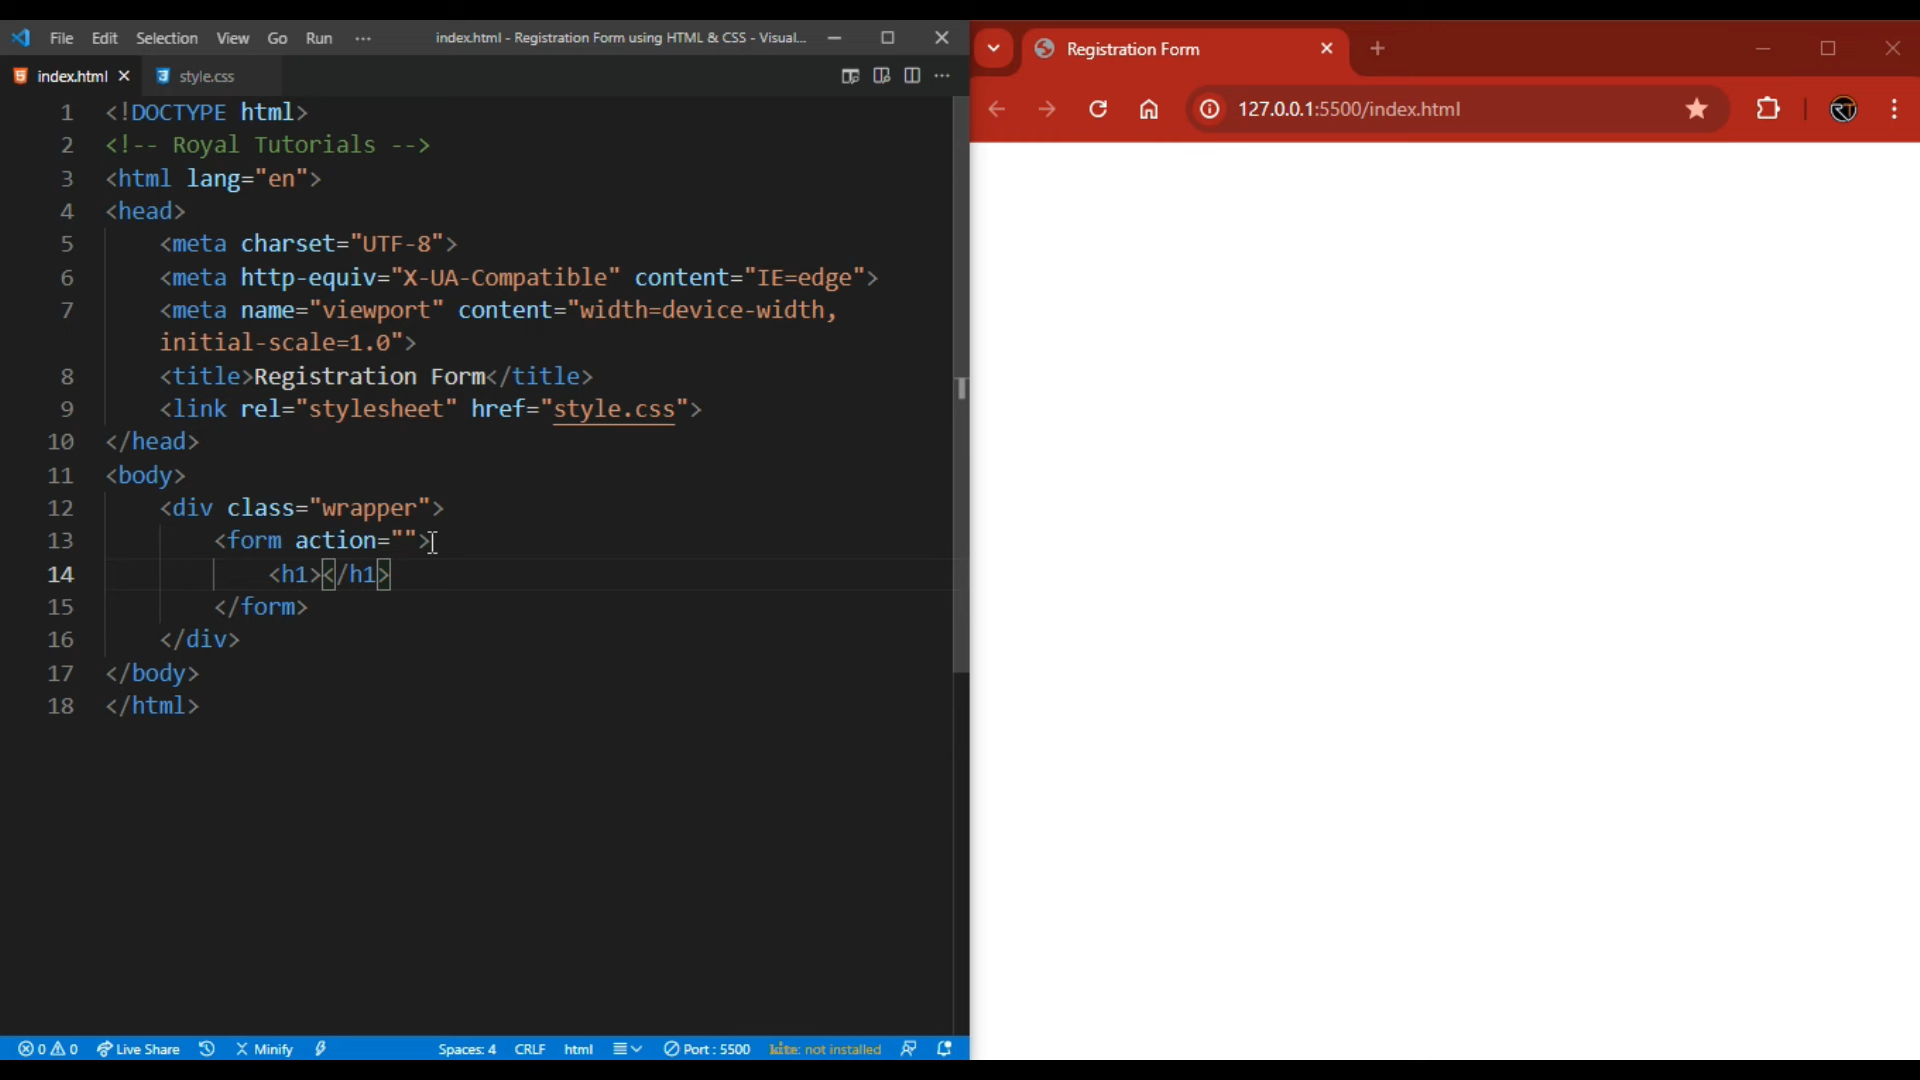 File Edit Selection View Go Run ··· index.html - Registration Form using HTML & CSS - Visual...
index.html style.css
1 <!DOCTYPE html>
2 <!-- Royal Tutorials -->
3 <html lang="en">
4 <head>
5 <meta charset="UTF-8">
6 <meta http-equiv="X-UA-Compatible" content="IE=edge">
7 <meta name="viewport" content="width=device-width,
initial-scale=1.0">
8 <title>Registration Form</title>
9 <link rel="stylesheet" href="style.css">
10 </head>
11 <body>
12 <div class="wrapper">
13 <form action="">
14 <h1></h1>
15 </form>
16 </div>
17 </body>
18 </html>
0 0 Live Share Minify Spaces: 4 CRLF html Port : 5500 kite: not installed
Registration Form
127.0.0.1:5500/index.html
RT